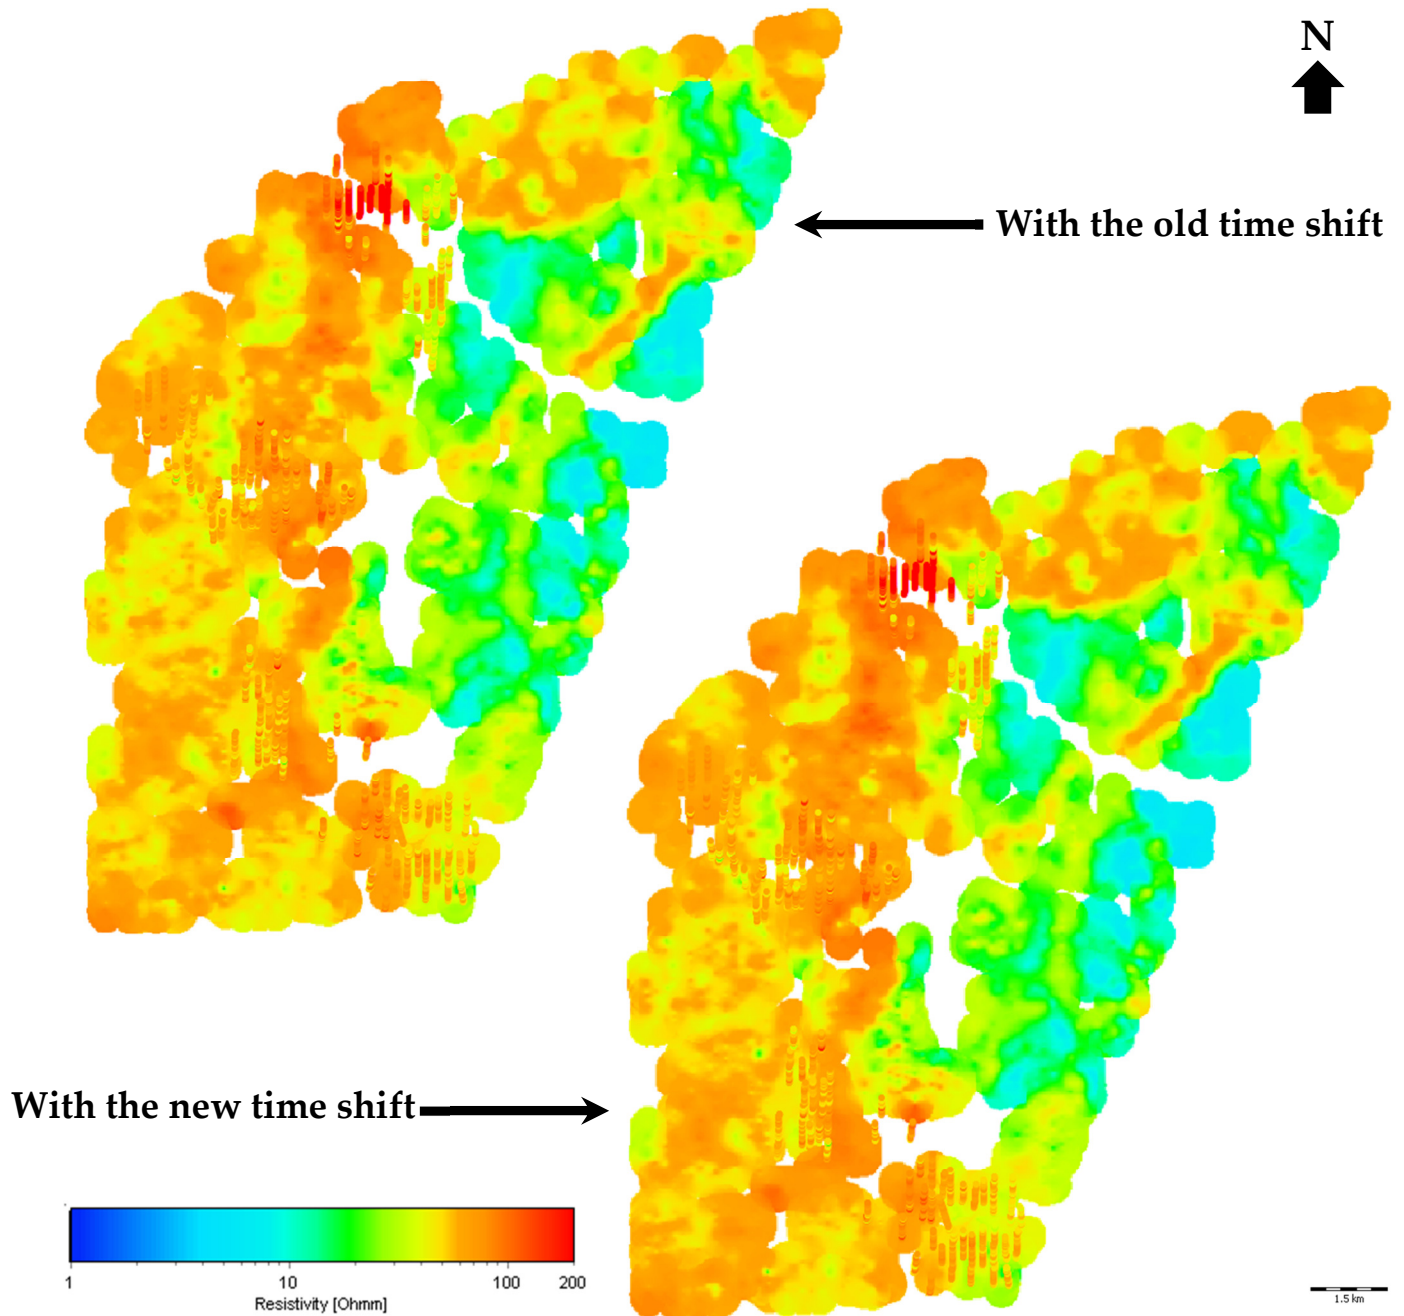 N
With the old time shift
With the new time shift
1 10 100 200
Resistivity [Ohmm]
1.5 km